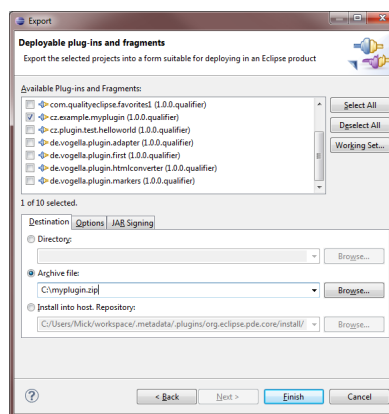 Export
Deployable plug-ins and fragments
Export the selected projects into a form suitable for deploying in an Eclipse product
Available Plug-ins and Fragments:
com.qualityeclipse.favorites1 (1.0.0.qualifier)
cz.example.myplugin (1.0.0.qualifier)
cz.plugin.test.helloworld (1.0.0.qualifier)
de.vogella.plugin.adapter (1.0.0.qualifier)
de.vogella.plugin.first (1.0.0.qualifier)
de.vogella.plugin.htmlconverter (1.0.0.qualifier)
de.vogella.plugin.markers (1.0.0.qualifier)
Select All
Deselect All
Working Set...
1 of 10 selected.
Destination Options JAR Signing
Directory:
Browse...
Archive file:
C:\myplugin.zip Browse...
Install into host. Repository:
C:/Users/Mick/workspace/.metadata/.plugins/org.eclipse.pde.core/install/ Browse...
? < Back Next > Finish Cancel